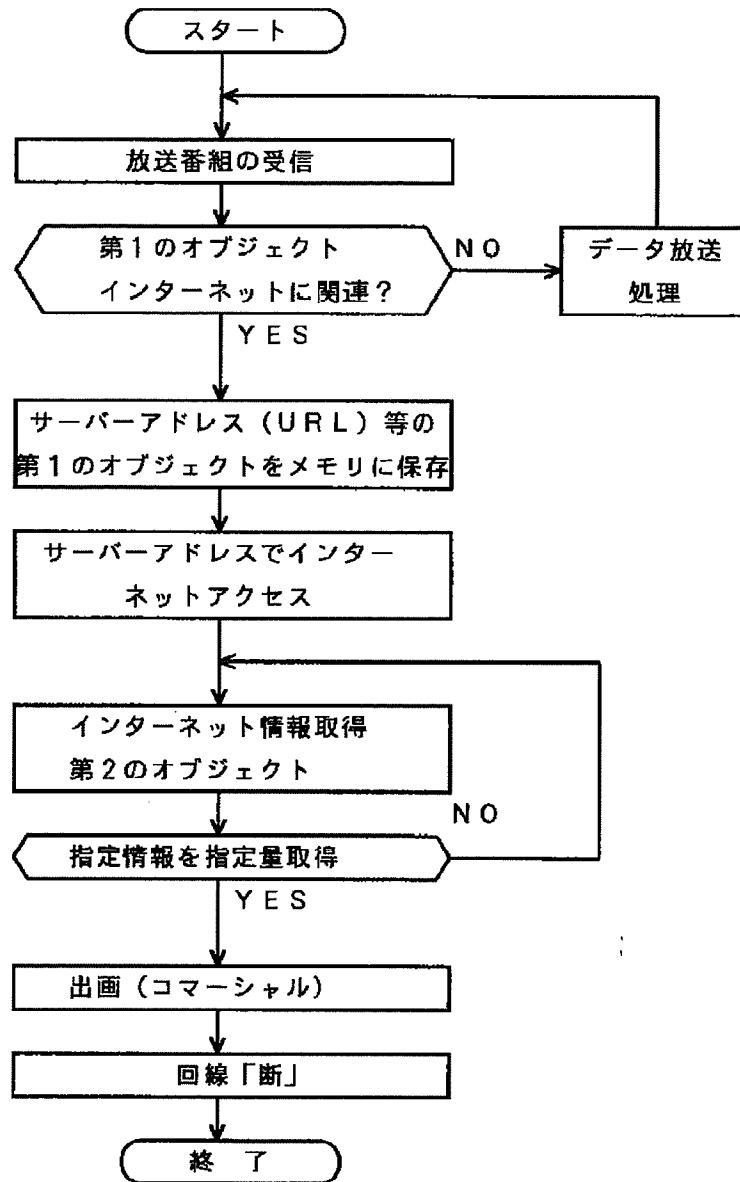 スタート
放送番組の受信
第1のオブジェクト
インターネットに関連？
NO
データ放送
処理
YES
サーバーアドレス（URL）等の
第1のオブジェクトをメモリに保存
サーバーアドレスでインター
ネットアクセス
インターネット情報取得
第2のオブジェクト
NO
指定情報を指定量取得
YES
出画（コマーシャル）
回線「断」
終了